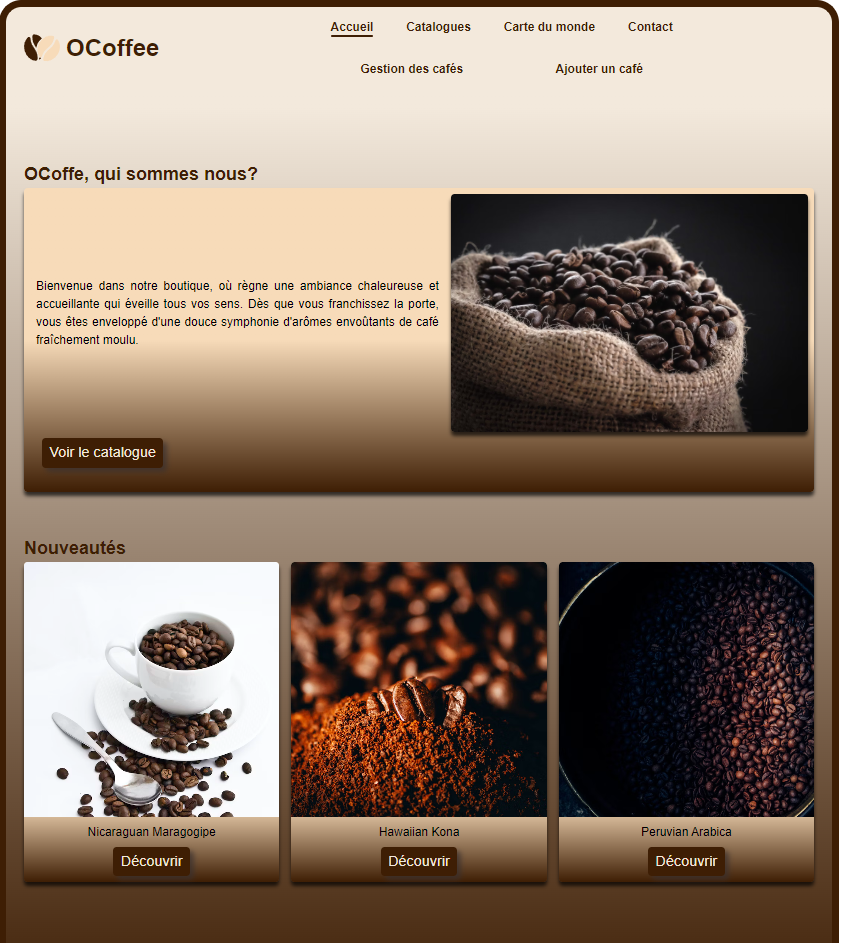 OCoffee
Accueil Catalogues Carte du monde Contact
Gestion des cafés Ajouter un café
OCoffe, qui sommes nous?
Bienvenue dans notre boutique, où règne une ambiance chaleureuse et
accueillante qui éveille tous vos sens. Dès que vous franchissez la porte,
vous êtes enveloppé d'une douce symphonie d'arômes envoûtants de café
fraîchement moulu.
Voir le catalogue
Nouveautés
Nicaraguan Maragogipe
Découvrir
Hawaiian Kona
Découvrir
Peruvian Arabica
Découvrir